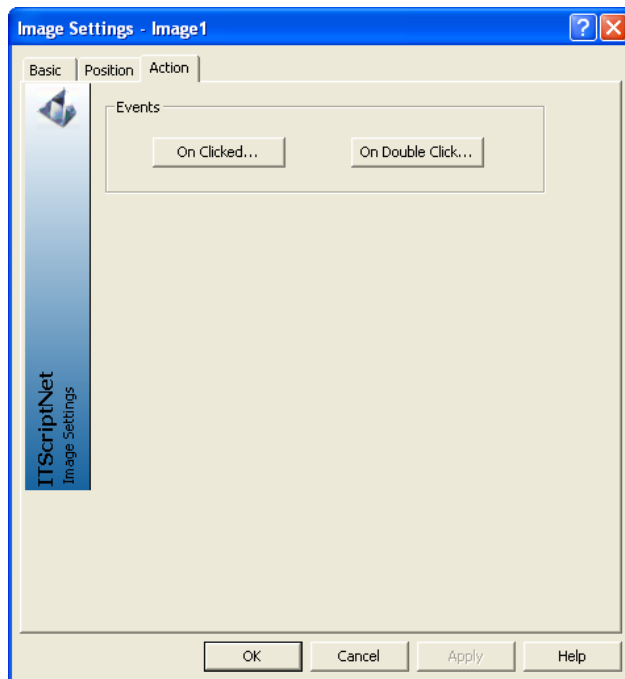 Image Settings - Image1
Basic Position Action
Events
On Clicked... On Double Click...
ITScriptNet
Image Settings
OK Cancel Apply Help